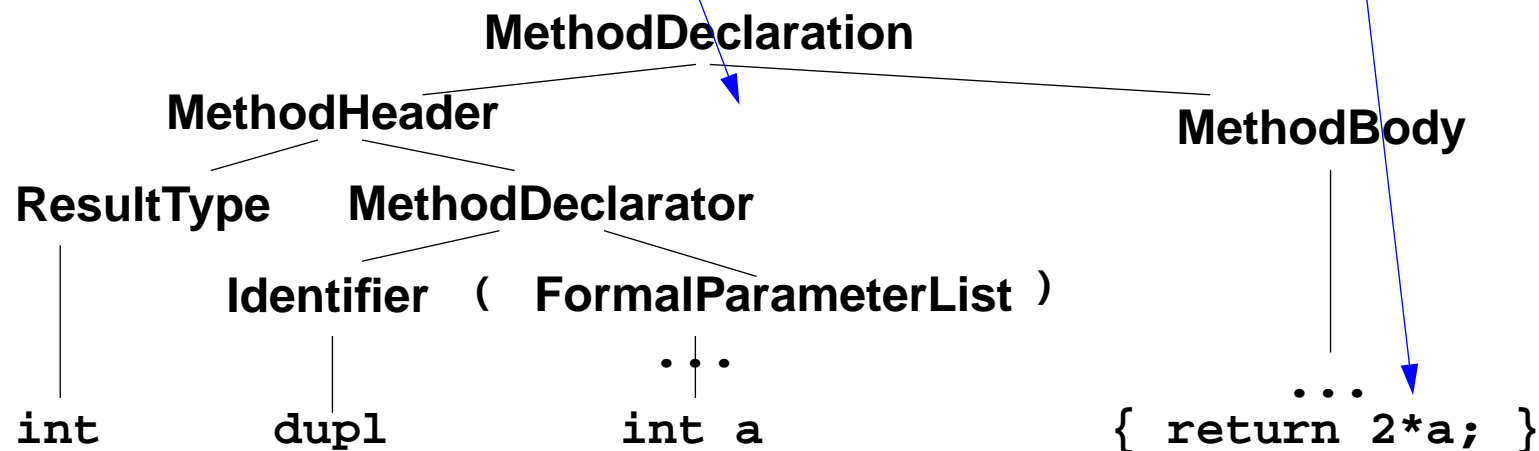 MethodDeclaration
MethodHeader MethodBody
ResultType MethodDeclarator
Identifier ( FormalParameterList )
... ...
int dupl int a { return 2*a; }